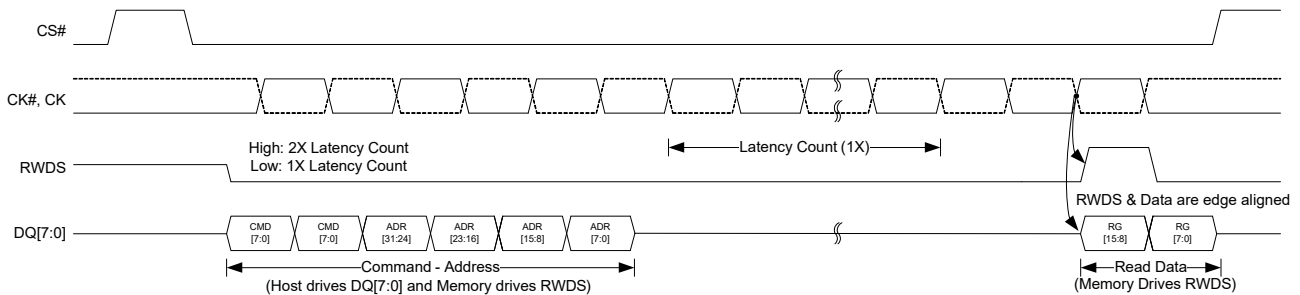 CS#
CK#, CK
High: 2X Latency Count
Low: 1X Latency Count
Latency Count (1X)
RWDS
RWDS & Data are edge aligned
DQ[7:0]
CMD
[7:0]
CMD
[7:0]
ADR
[31:24]
ADR
[23:16]
ADR
[15:8]
ADR
[7:0]
RG
[15:8]
RG
[7:0]
Command - Address
(Host drives DQ[7:0] and Memory drives RWDS)
Read Data
(Memory Drives RWDS)